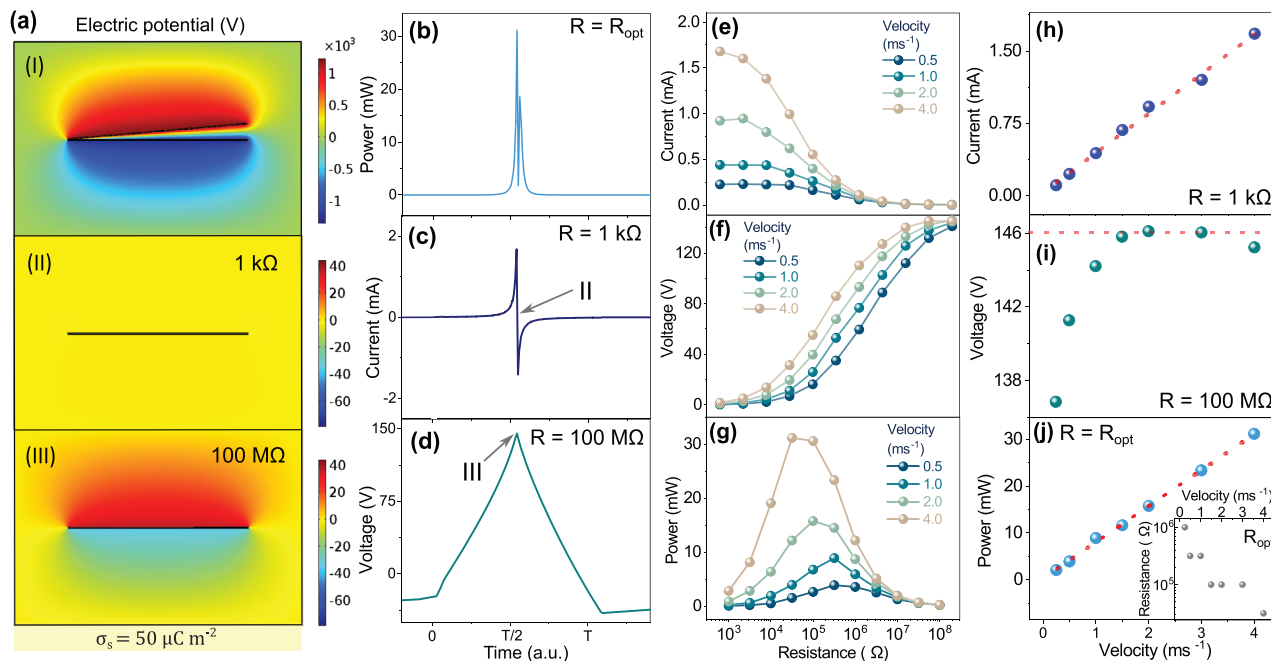 (a)
Electric potential (V)
(I)
×10³
1
0.5
0
-0.5
-1
(II)
1 kΩ
40
20
0
-20
-40
-60
(III)
100 MΩ
40
20
0
-20
-40
-60
σs = 50 μC m⁻²
(b)
R = Ropt
30
20
10
0
Power (mW)
(c)
R = 1 kΩ
2
0
-2
Current (mA)
II
(d)
R = 100 MΩ
150
0
Voltage (V)
III
0
T/2
T
Time (a.u.)
(e)
Velocity
(ms⁻¹)
0.5
1.0
2.0
4.0
2.0
1.5
1.0
0.5
0.0
Current (mA)
(f)
Velocity
(ms⁻¹)
0.5
1.0
2.0
4.0
120
80
40
0
Voltage (V)
(g)
Velocity
(ms⁻¹)
0.5
1.0
2.0
4.0
40
30
20
10
0
Power (mW)
10³
10⁴
10⁵
10⁶
10⁷
10⁸
Resistance ( Ω)
(h)
1.50
0.75
0.00
Current (mA)
R = 1 kΩ
(i)
146
142
138
Voltage (V)
R = 100 MΩ
(j)
R = Ropt
30
20
10
0
Power (mW)
Velocity (ms⁻¹)
0 1 2 3 4
10⁶
10⁵
Resistance ( Ω)
Ropt
0
1
2
3
4
Velocity (ms⁻¹)